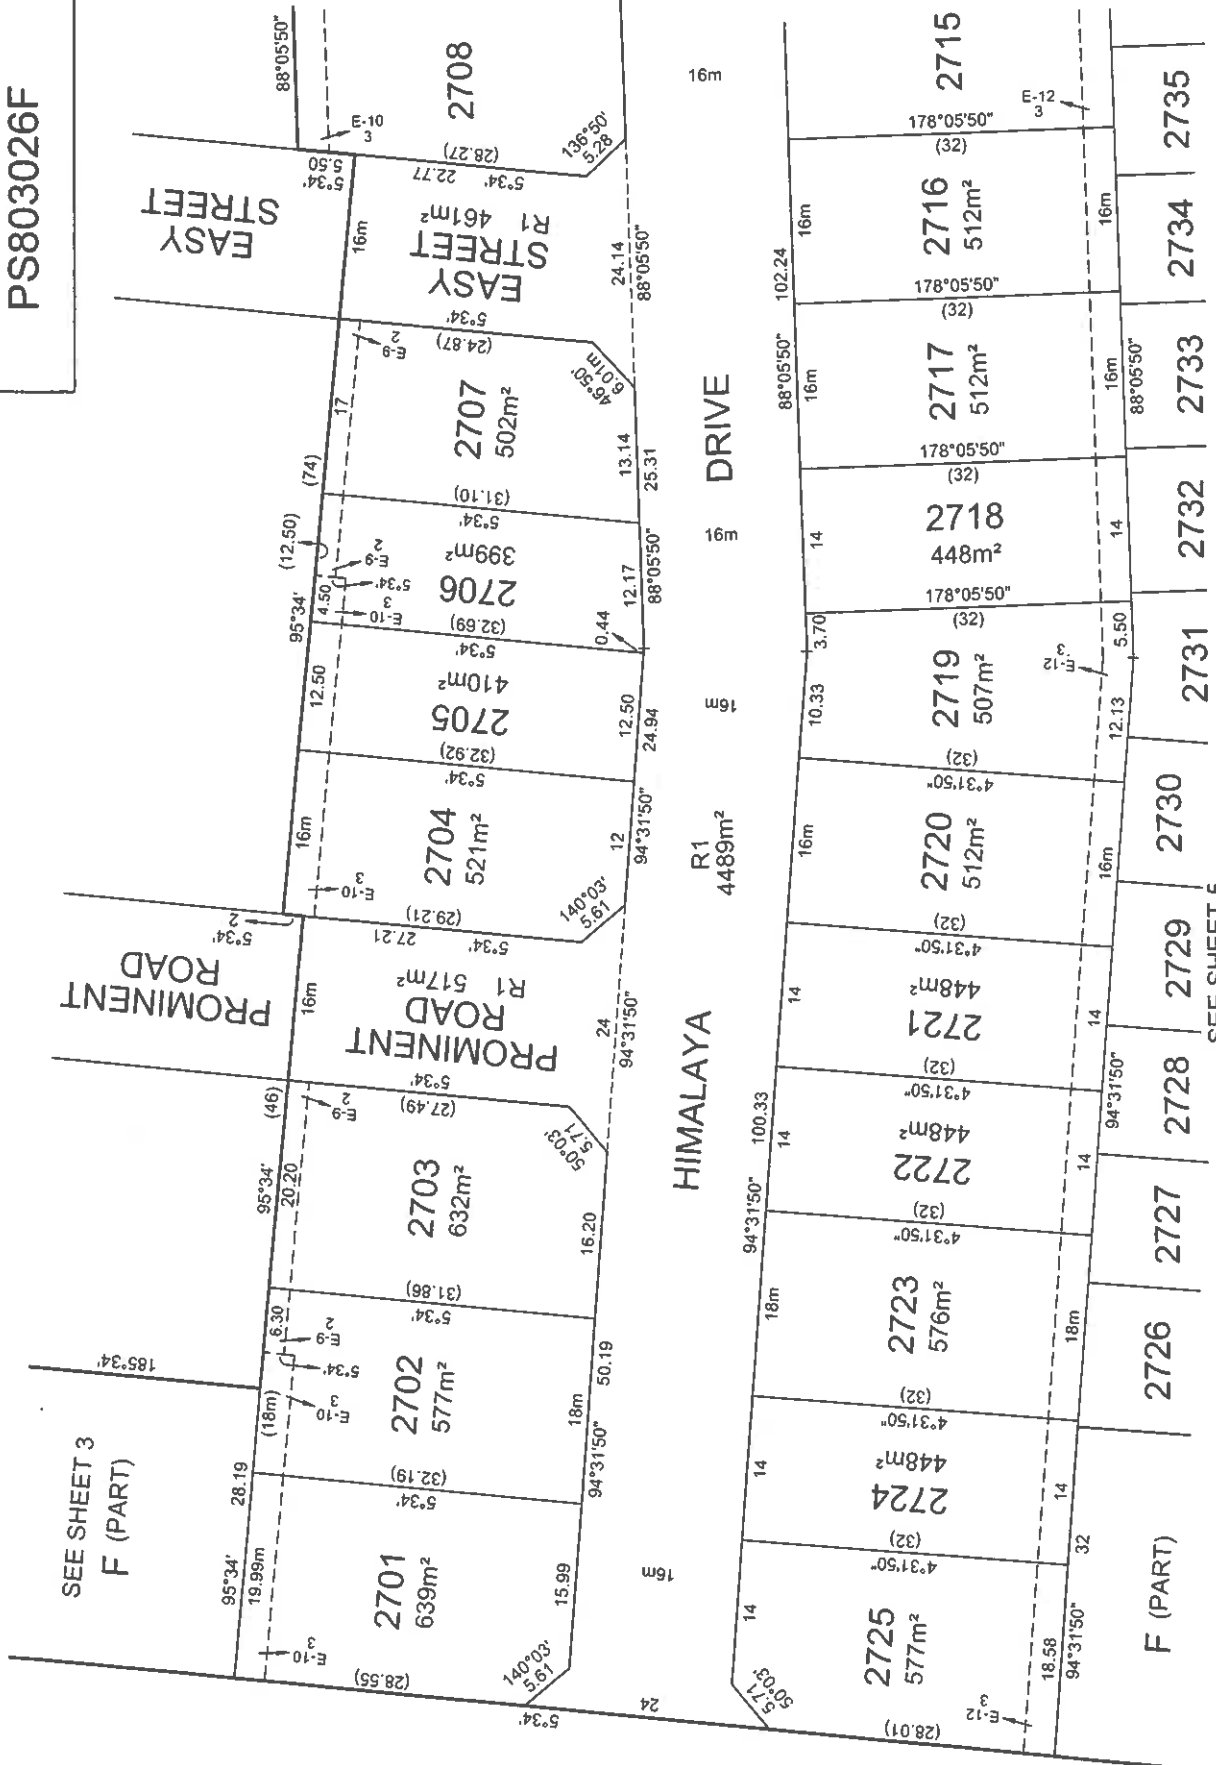 PS803026F
SEE SHEET 3
F (PART)
185°34'
95°34'
28.19
19.99m
(18m)
6.30
95°34'
20.20
(46)
E-10
3
E-10
3
5°34'
E-9
2
E-9
2
2701
639m²
(28.55)
140°03'
5.61
15.99
5°34'
(32.19)
2702
577m²
18m
94°31'50"
50.19
5°34'
(31.86)
2703
632m²
16.20
(27.49)
5°34'
50°03'
5.71
PROMINENT
ROAD
5°34'
2
16m
PROMINENT
ROAD
R1 517m²
24
94°31'50"
27.21
5°34'
(29.21)
140°03'
5.61
E-10
3
16m
2704
521m²
12
94°31'50"
5°34'
(32.92)
12.50
2705
410m²
12.50
24.94
5°34'
(32.69)
95°34'
4.50
(12.50)
E-10
3
5°34'
E-9
2
2706
399m²
0.44
12.17
88°05'50"
5°34'
(31.10)
(74)
17
E-9
2
2707
502m²
13.14
25.31
(24.87)
5°34'
46°50'
6.01m
EASY
STREET
5°34'
5.50
16m
EASY
STREET
R1 461m²
24.14
88°05'50"
22.77
5°34'
(28.27)
136°50'
5.28
88°05'50"
E-10
3
2708
5°34'
24
16m
HIMALAYA
DRIVE
R1
4489m²
16m
16m
16m
50°03'
5.71
14
14
18m
94°31'50"
14
100.33
14
16m
10.33
3.70
14
16m
88°05'50"
16m
102.24
2725
577m²
(28.01)
E-12
3
18.58
94°31'50"
4°31'50"
(32)
2724
448m²
14
32
4°31'50"
(32)
2723
576m²
18m
4°31'50"
(32)
2722
448m²
14
94°31'50"
4°31'50"
(32)
2721
448m²
14
4°31'50"
(32)
2720
512m²
16m
4°31'50"
(32)
2719
507m²
12.13
5.50
E-12
3
178°05'50"
(32)
2718
448m²
14
178°05'50"
(32)
2717
512m²
16m
88°05'50"
178°05'50"
(32)
2716
512m²
16m
178°05'50"
(32)
2715
E-12
3
F (PART)
2726
2727
2728
2729
2730
2731
2732
2733
2734
2735
SEE SHEET 5